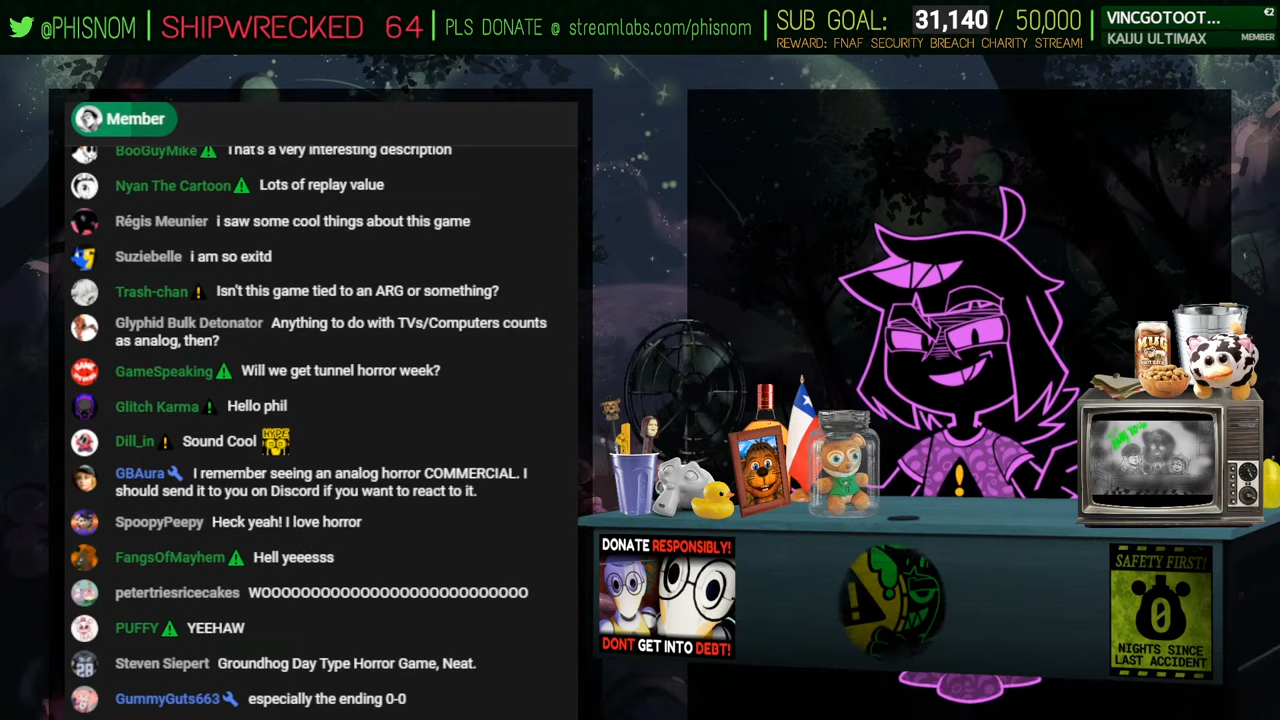 @PHISNOM | SHIPWRECKED 64 | PLS DONATE @ streamlabs.com/phisnom | SUB GOAL: 31,140 / 50,000
REWARD: FNAF SECURITY BREACH CHARITY STREAM!
VINCGOTOOT... €2
KAIJU ULTIMAX MEMBER
Member
BooGuyMike That's a very interesting description
Nyan The Cartoon Lots of replay value
Régis Meunier i saw some cool things about this game
Suziebelle i am so exitd
Trash-chan Isn't this game tied to an ARG or something?
Glyphid Bulk Detonator Anything to do with TVs/Computers counts
as analog, then?
GameSpeaking Will we get tunnel horror week?
Glitch Karma Hello phil
Dill_in Sound Cool HYPE
GBAura I remember seeing an analog horror COMMERCIAL. I
should send it to you on Discord if you want to react to it.
SpoopyPeepy Heck yeah! I love horror
FangsOfMayhem Hell yeeesss
petertriesricecakes WOOOOOOOOOOOOOOOOOOOOOOOOOOO
PUFFY YEEHAW
Steven Siepert Groundhog Day Type Horror Game, Neat.
GummyGuts663 especially the ending 0-0
MUG
DONATE RESPONSIBLY!
DONT GET INTO DEBT!
SAFETY FIRST!
0
NIGHTS SINCE
LAST ACCIDENT